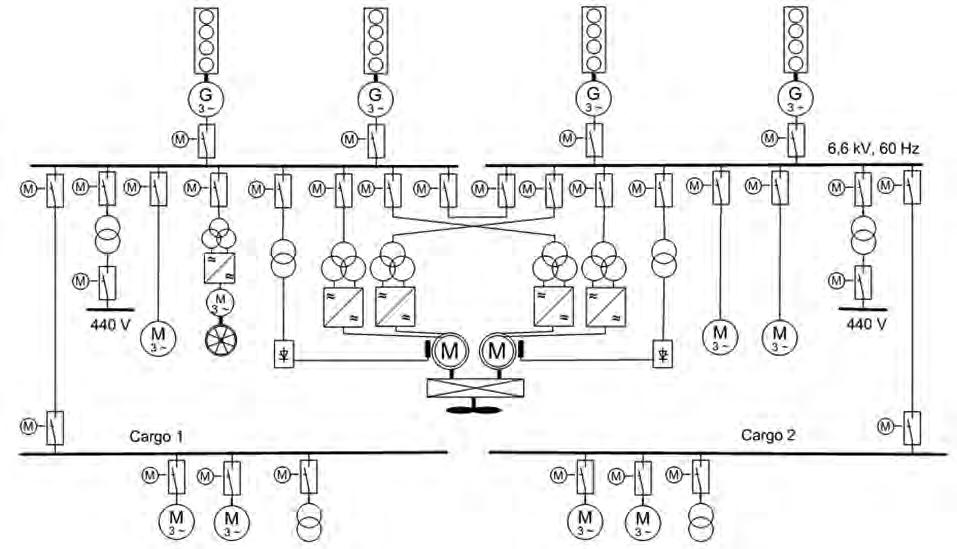 G G G G
3~ 3~ 3~ 3~
M M M M
6,6 kV, 60 Hz
M M M M M M M M M M M M M M M M
M M
M
3~
440 V 440 V
M M M
3~ 3~ 3~
M M
M M
Cargo 1 Cargo 2
M M M M M M
M M M M
3~ 3~ 3~ 3~